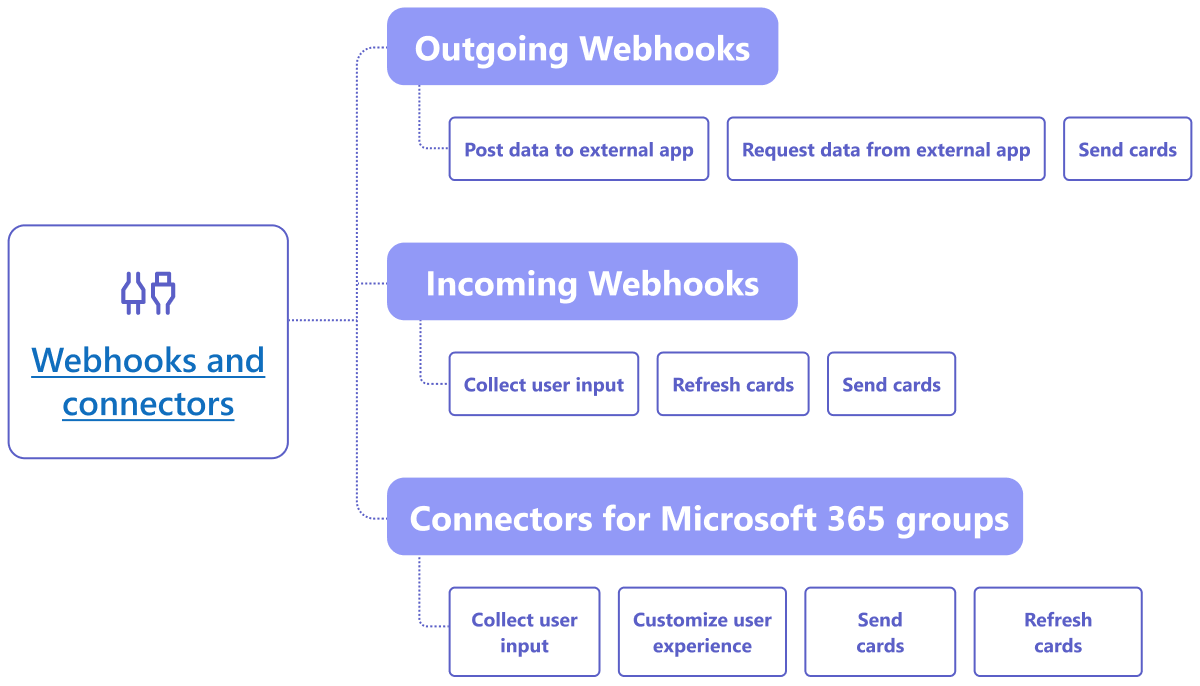 Outgoing Webhooks
Post data to external app
Request data from external app
Send cards
Webhooks and
connectors
Incoming Webhooks
Collect user input
Refresh cards
Send cards
Connectors for Microsoft 365 groups
Collect user
input
Customize user
experience
Send
cards
Refresh
cards